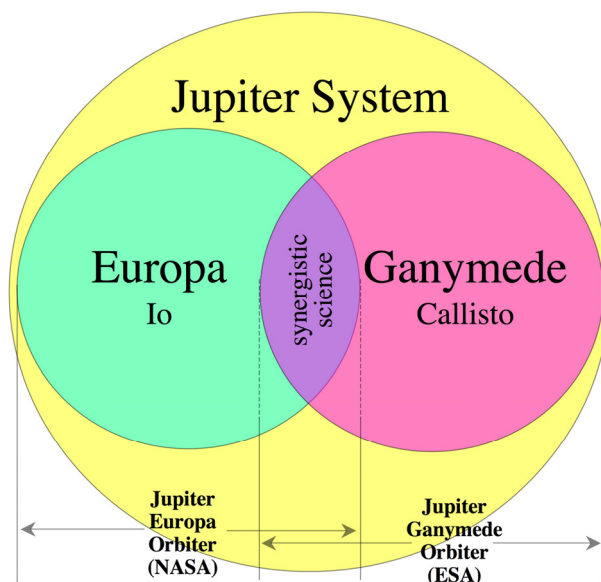 Jupiter System
Europa
Io
synergistic
science
Ganymede
Callisto
Jupiter
Europa
Orbiter
(NASA)
Jupiter
Ganymede
Orbiter
(ESA)